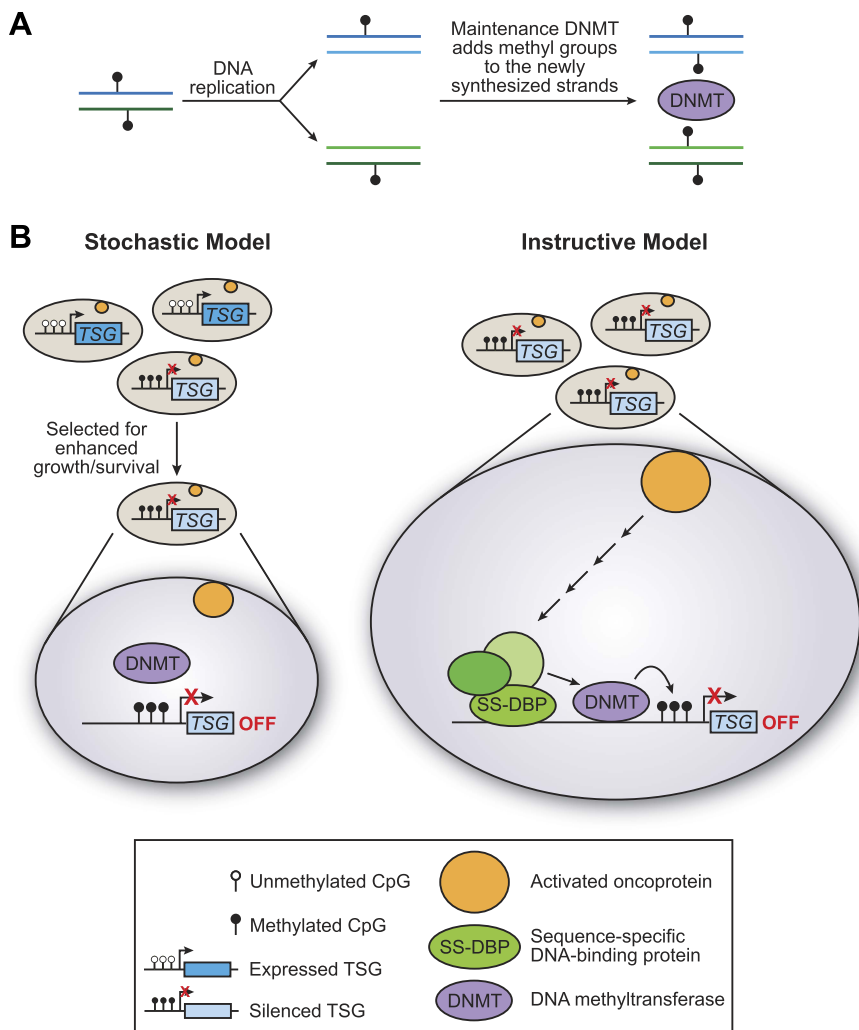 A
DNA
replication
Maintenance DNMT
adds methyl groups
to the newly
synthesized strands
DNMT
B
Stochastic Model
Instructive Model
TSG
TSG
X
TSG
X
TSG
X
TSG
X
TSG
Selected for
enhanced
growth/survival
X
TSG
DNMT
X
TSG OFF
SS-DBP
DNMT
X
TSG OFF
Unmethylated CpG
Methylated CpG
Expressed TSG
X
Silenced TSG
Activated oncoprotein
SS-DBP
Sequence-specific
DNA-binding protein
DNMT
DNA methyltransferase